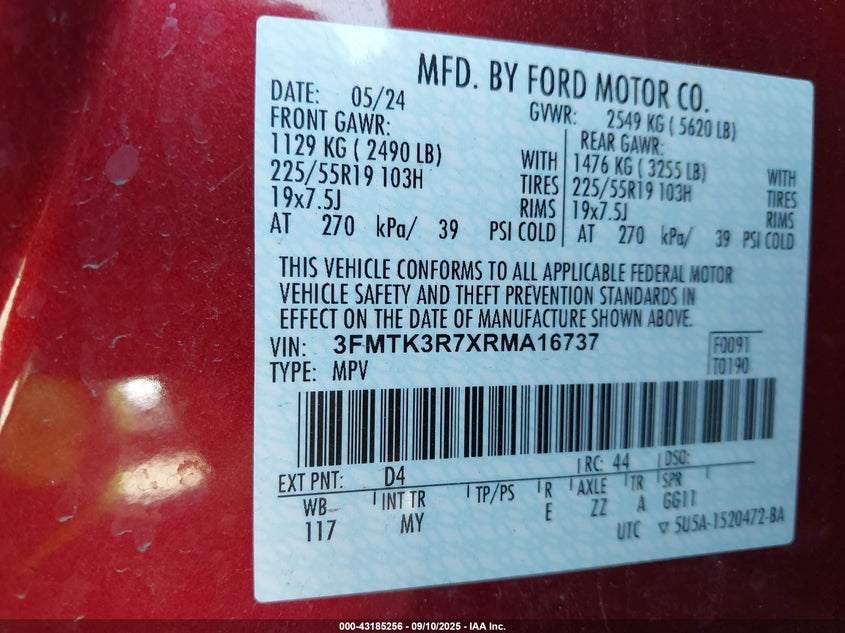 MFD. BY FORD MOTOR CO.
DATE: 05/24 GVWR: 2549 KG ( 5620 LB)
FRONT GAWR: REAR GAWR:
1129 KG ( 2490 LB) WITH 1476 KG ( 3255 LB) WITH
225/55R19 103H TIRES 225/55R19 103H TIRES
19x7.5J RIMS 19x7.5J RIMS
AT 270 kPa/ 39 PSI COLD AT 270 kPa/ 39 PSI COLD
THIS VEHICLE CONFORMS TO ALL APPLICABLE FEDERAL MOTOR
VEHICLE SAFETY AND THEFT PREVENTION STANDARDS IN
EFFECT ON THE DATE OF MANUFACTURE SHOWN ABOVE.
VIN: 3FMTK3R7XRMA16737 F0091
TYPE: MPV T0190
EXT PNT: D4 RC: 44 DSO:
WB INT TR TP/PS R AXLE TR SPR
117 MY E ZZ A GG11
UTC 5U5A-1520472-BA
000-43185256 - 09/10/2025 - IAA Inc.